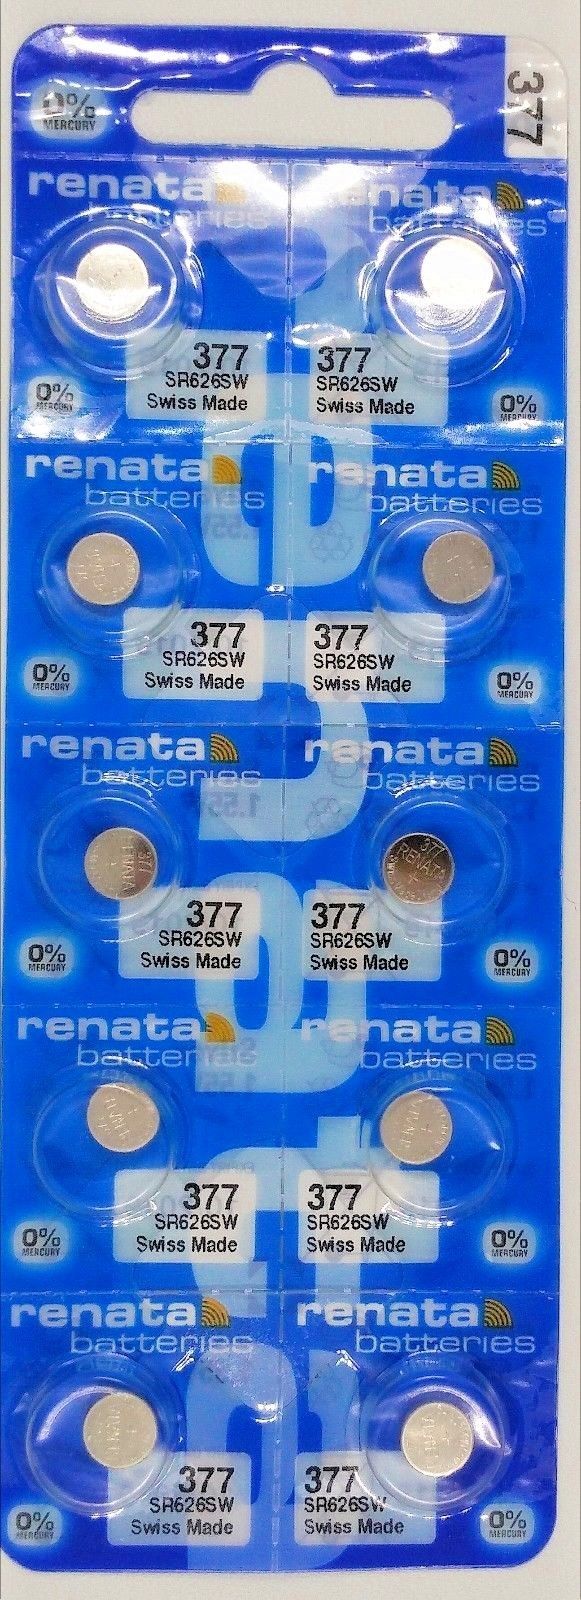 0%
MERCURY
377
renata
batteries
renata
batteries
377
SR626SW
Swiss Made
377
SR626SW
Swiss Made
0%
MERCURY
0%
MERCURY
renata
batteries
renata
batteries
377
SR626SW
Swiss Made
377
SR626SW
Swiss Made
0%
MERCURY
0%
MERCURY
renata
batteries
renata
batteries
377
RENATA
377
SR626SW
Swiss Made
377
SR626SW
Swiss Made
0%
MERCURY
0%
MERCURY
renata
batteries
renata
batteries
377
SR626SW
Swiss Made
377
SR626SW
Swiss Made
0%
MERCURY
0%
MERCURY
renata
batteries
renata
batteries
377
SR626SW
Swiss Made
377
SR626SW
Swiss Made
0%
MERCURY
0%
MERCURY